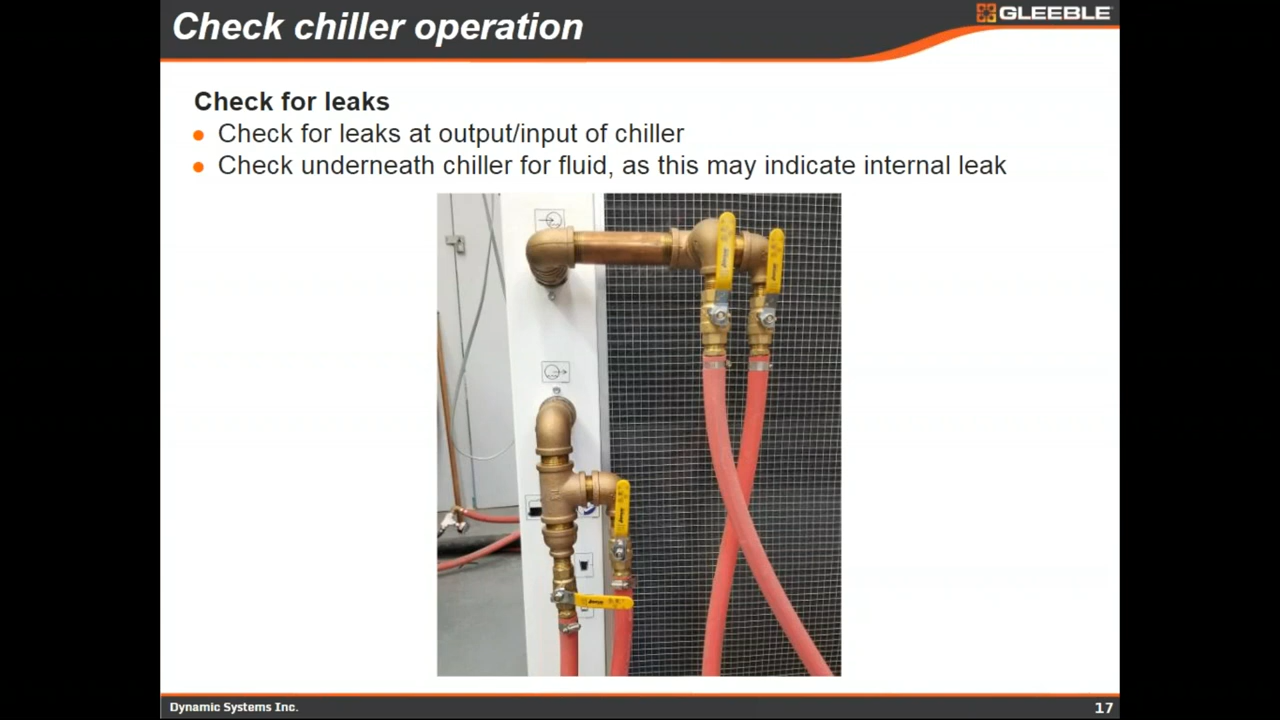 Check chiller operation
GLEEBLE
Check for leaks
Check for leaks at output/input of chiller
Check underneath chiller for fluid, as this may indicate internal leak
Dynamic Systems Inc.
17